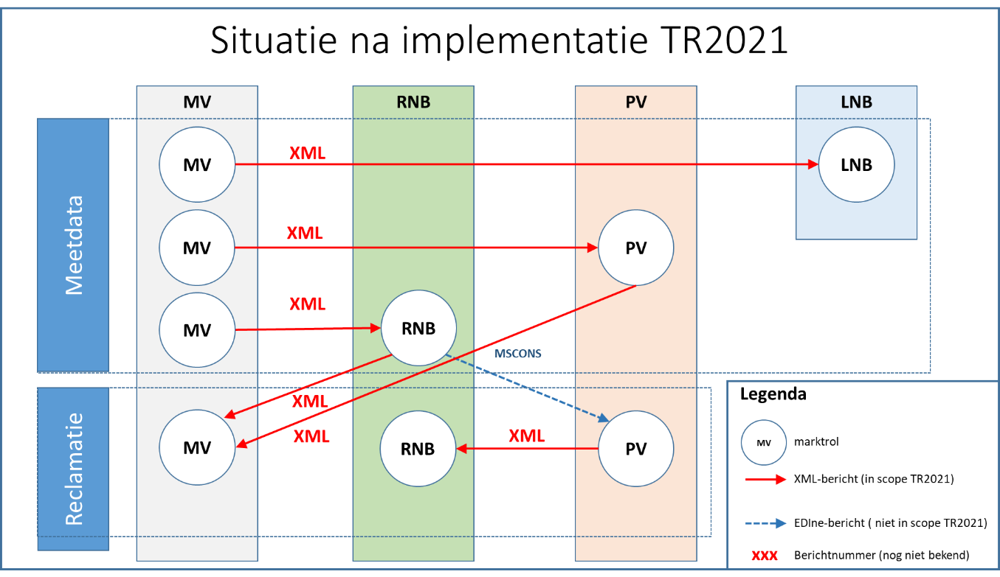 Situatie na implementatie TR2021
MV
RNB
PV
LNB
Meetdata
MV
XML
LNB
MV
XML
PV
MV
XML
RNB
MSCONS
Reclamatie
XML
XML
MV
RNB
XML
PV
Legenda
MV
marktrol
XML-bericht (in scope TR2021)
EDIne-bericht ( niet in scope TR2021)
XXX
Berichtnummer (nog niet bekend)